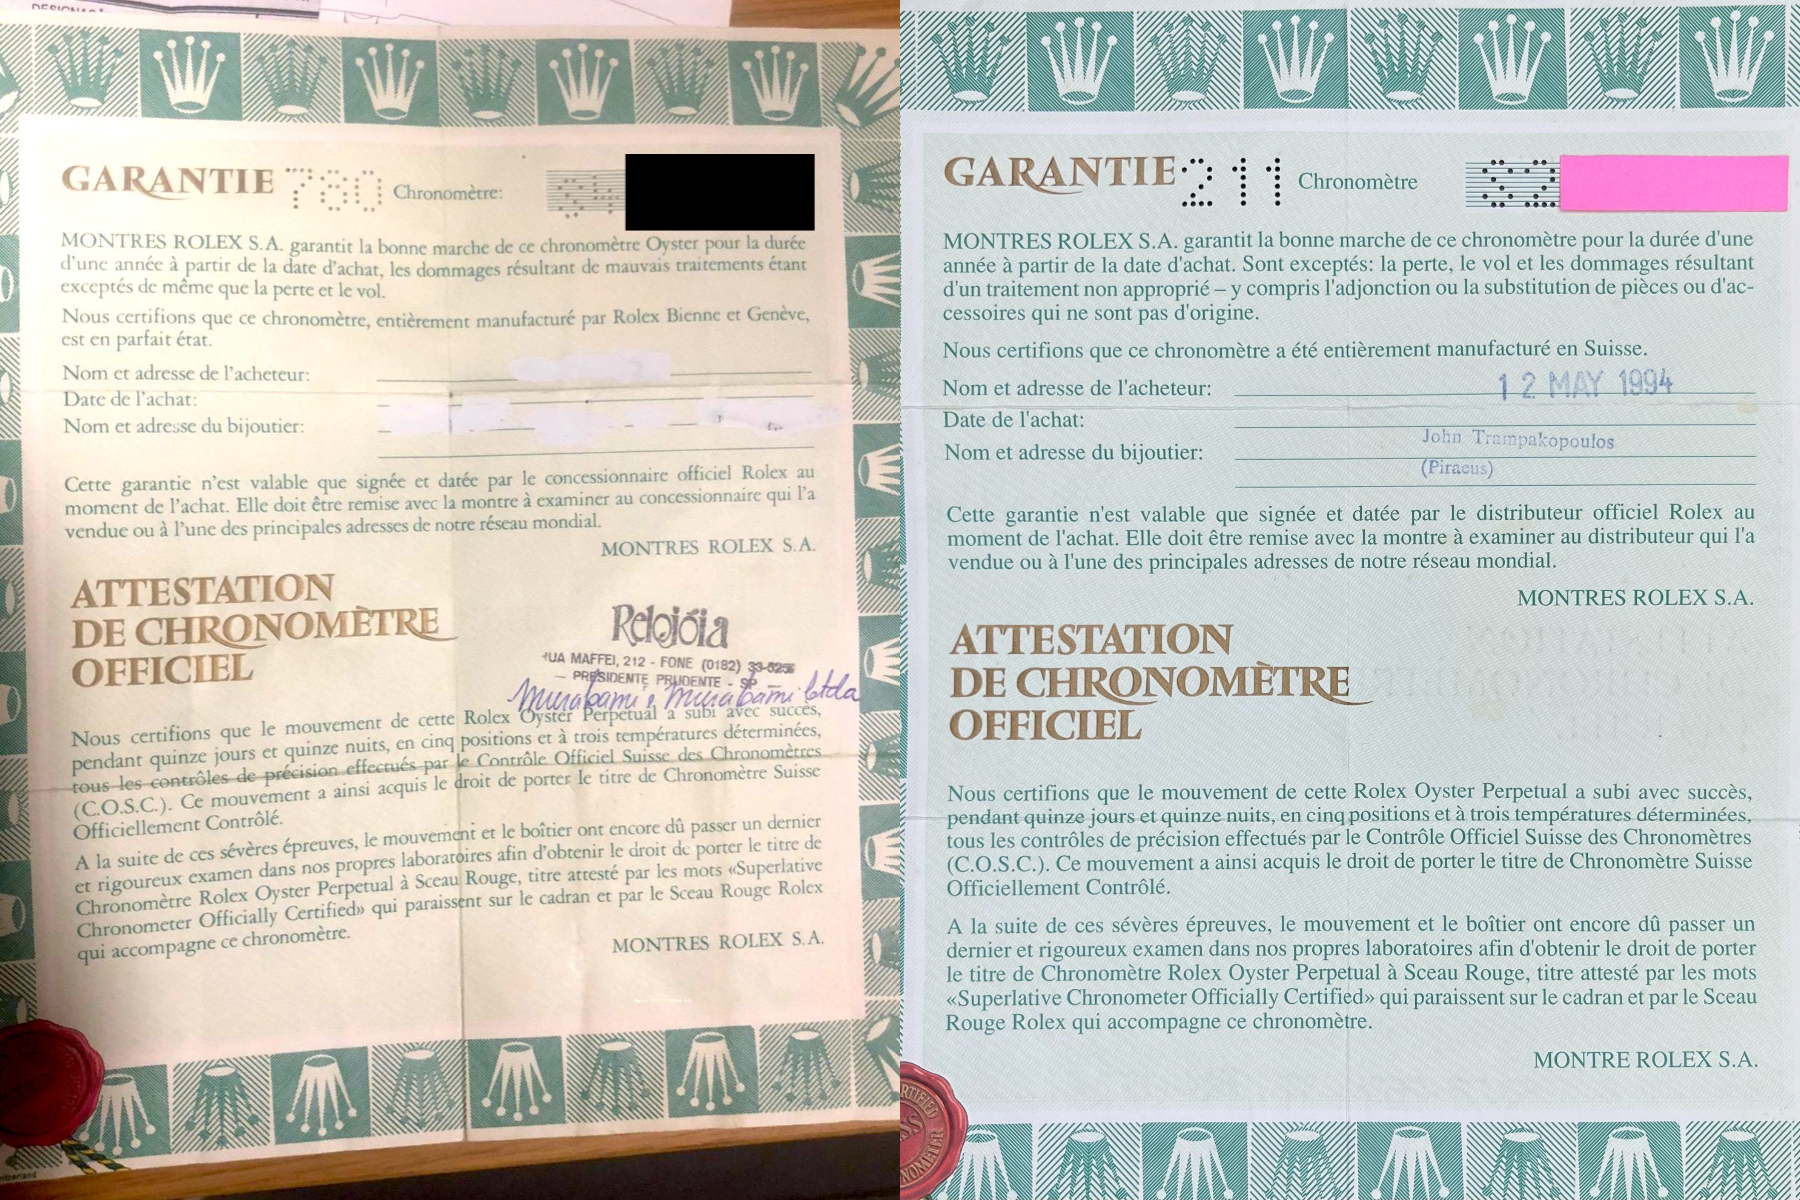 GARANTIE 780 Chronomètre:
MONTRES ROLEX S.A. garantit la bonne marche de ce chronomètre Oyster pour la durée
d'une année à partir de la date d'achat, les dommages résultant de mauvais traitements étant
exceptés de même que la perte et le vol.
Nous certifions que ce chronomètre, entièrement manufacturé par Rolex Bienne et Genève,
est en parfait état.
Nom et adresse de l'acheteur:
Date de l'achat:
Nom et adresse du bijoutier:
Cette garantie n'est valable que signée et datée par le concessionnaire officiel Rolex au
moment de l'achat. Elle doit être remise avec la montre à examiner au concessionnaire qui l'a
vendue ou à l'une des principales adresses de notre réseau mondial.
MONTRES ROLEX S.A.
ATTESTATION
DE CHRONOMÈTRE
OFFICIEL
Relojóia
RUA MAFFEI, 212 - FONE (0182) 33-5256
— PRESIDENTE PRUDENTE - SP —
Murakami & Murakami Ltda
Nous certifions que le mouvement de cette Rolex Oyster Perpetual a subi avec succès,
pendant quinze jours et quinze nuits, en cinq positions et à trois températures déterminées,
tous les contrôles de précision effectués par le Contrôle Officiel Suisse des Chronomètres
(C.O.S.C.). Ce mouvement a ainsi acquis le droit de porter le titre de Chronomètre Suisse
Officiellement Contrôlé.
A la suite de ces sévères épreuves, le mouvement et le boîtier ont encore dû passer un dernier
et rigoureux examen dans nos propres laboratoires afin d'obtenir le droit de porter le titre de
Chronomètre Rolex Oyster Perpetual à Sceau Rouge, titre attesté par les mots «Superlative
Chronometer Officially Certified» qui paraissent sur le cadran et par le Sceau Rouge Rolex
qui accompagne ce chronomètre.
MONTRES ROLEX S.A.
GARANTIE 211 Chronomètre S2
MONTRES ROLEX S.A. garantit la bonne marche de ce chronomètre pour la durée d'une
année à partir de la date d'achat. Sont exceptés: la perte, le vol et les dommages résultant
d'un traitement non approprié – y compris l'adjonction ou la substitution de pièces ou d'ac-
cessoires qui ne sont pas d'origine.
Nous certifions que ce chronomètre a été entièrement manufacturé en Suisse.
Nom et adresse de l'acheteur: 12 MAY 1994
Date de l'achat:
John Trampakopoulos
Nom et adresse du bijoutier:
(Piraeus)
Cette garantie n'est valable que signée et datée par le distributeur officiel Rolex au
moment de l'achat. Elle doit être remise avec la montre à examiner au distributeur qui l'a
vendue ou à l'une des principales adresses de notre réseau mondial.
MONTRES ROLEX S.A.
ATTESTATION
DE CHRONOMÈTRE
OFFICIEL
Nous certifions que le mouvement de cette Rolex Oyster Perpetual a subi avec succès,
pendant quinze jours et quinze nuits, en cinq positions et à trois températures déterminées,
tous les contrôles de précision effectués par le Contrôle Officiel Suisse des Chronomètres
(C.O.S.C.). Ce mouvement a ainsi acquis le droit de porter le titre de Chronomètre Suisse
Officiellement Contrôlé.
A la suite de ces sévères épreuves, le mouvement et le boîtier ont encore dû passer un
dernier et rigoureux examen dans nos propres laboratoires afin d'obtenir le droit de porter
le titre de Chronomètre Rolex Oyster Perpetual à Sceau Rouge, titre attesté par les mots
«Superlative Chronometer Officially Certified» qui paraissent sur le cadran et par le Sceau
Rouge Rolex qui accompagne ce chronomètre.
MONTRE ROLEX S.A.